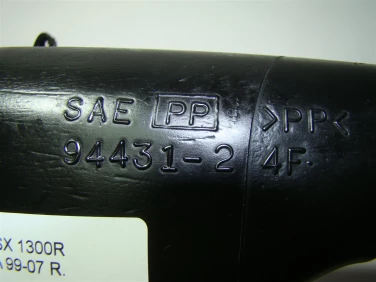 SAE PP >PP<
94431-2 4F
SX 1300R
A 99-07 R.